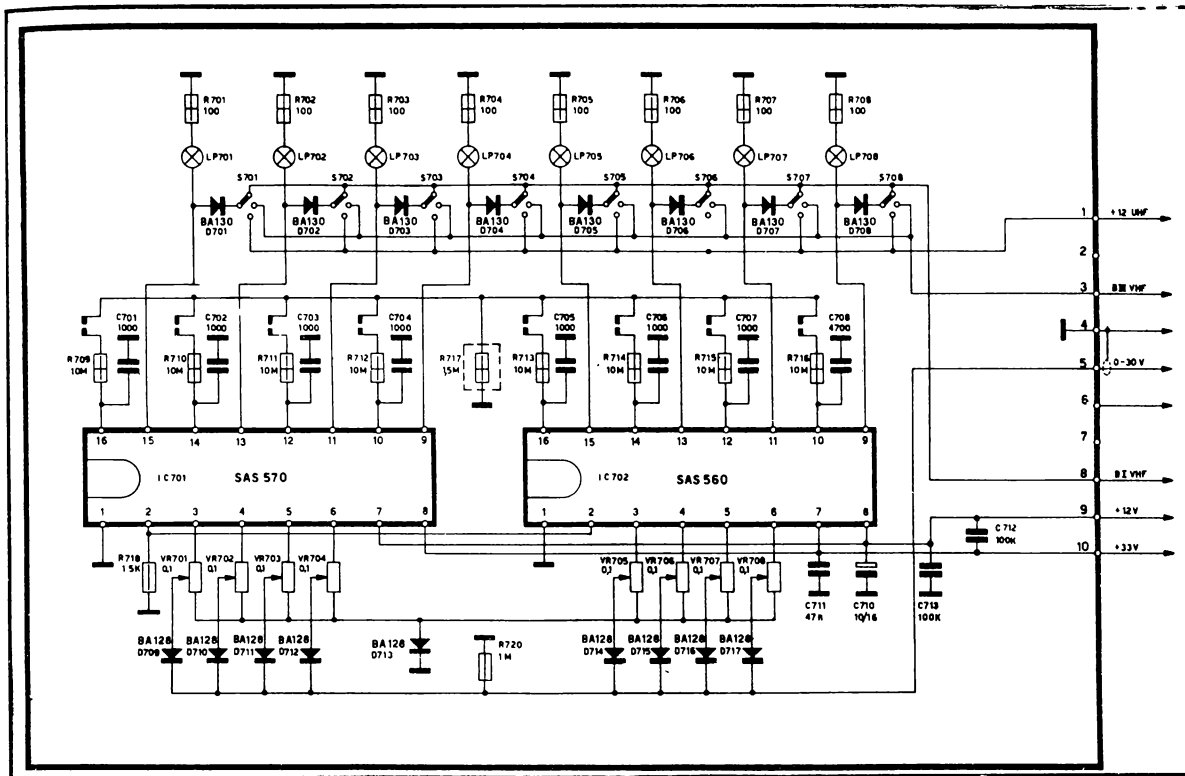 R701 R702 R703 R704 R705 R706 R707 R708
100 100 100 100 100 100 100 100
LP701 LP702 LP703 LP704 LP705 LP706 LP707 LP708
S701 S702 S703 S704 S705 S706 S707 S708
BA130 BA130 BA130 BA130 BA130 BA130 BA130 BA130
D701 D702 D703 D704 D705 D706 D707 D708
1 +12 UHF
2
3 BIII VHF
4
5 0-30 V
6
7
8 BI VHF
9 +12V
10 +33V
C701 C702 C703 C704 C705 C706 C707 C708
1000 1000 1000 1000 1000 1000 1000 4700
R709 R710 R711 R712 R717 R713 R714 R715 R716
10M 10M 10M 10M 1,5M 10M 10M 10M 10M
16 15 14 13 12 11 10 9 16 15 14 13 12 11 10 9
IC701 SAS 570 IC702 SAS 560
1 2 3 4 5 6 7 8 1 2 3 4 5 6 7 8
C712
100K
R718 VR701 VR702 VR703 VR704 VR705 VR706 VR707 VR708
1.5K 0,1 0,1 0,1 0,1 0,1 0,1 0,1 0,1
C711 C710 C713
47K 10/16 100K
BA128 BA128 BA128 BA128 BA128 R720 BA128 BA128 BA128 BA128
D709 D710 D711 D712 D713 1M D714 D715 D716 D717